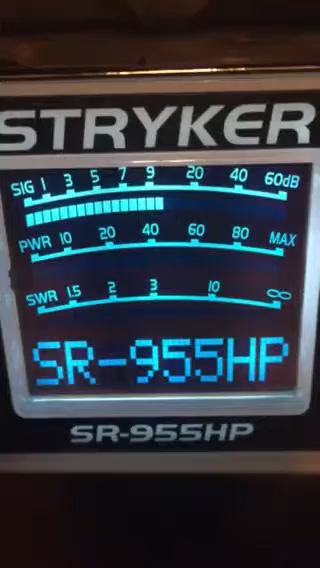 STRYKER
SIG 1 3 5 7 9 20 40 60dB
PWR 10 20 40 60 80 MAX
SWR 1.5 2 3 10 ∞
SR-955HP
SR-955HP